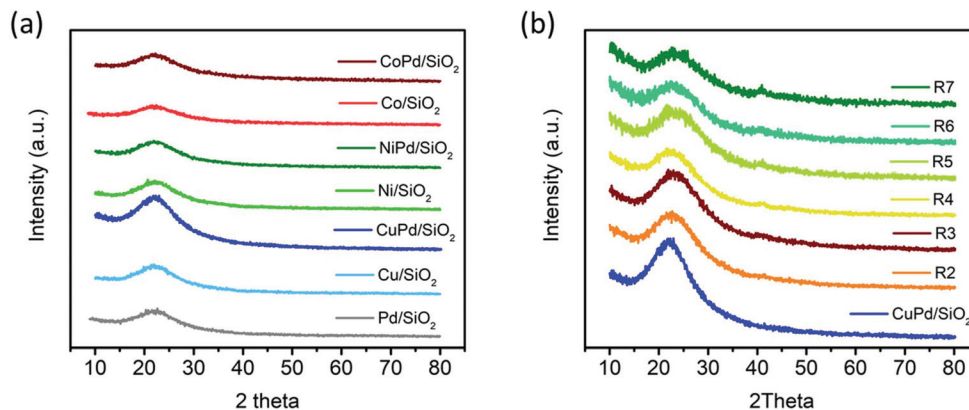 (a)
Intensity (a.u.)
CoPd/SiO₂
Co/SiO₂
NiPd/SiO₂
Ni/SiO₂
CuPd/SiO₂
Cu/SiO₂
Pd/SiO₂
10 20 30 40 50 60 70 80
2 theta
(b)
Intensity (a.u.)
R7
R6
R5
R4
R3
R2
CuPd/SiO₂
10 20 30 40 50 60 70 80
2Theta